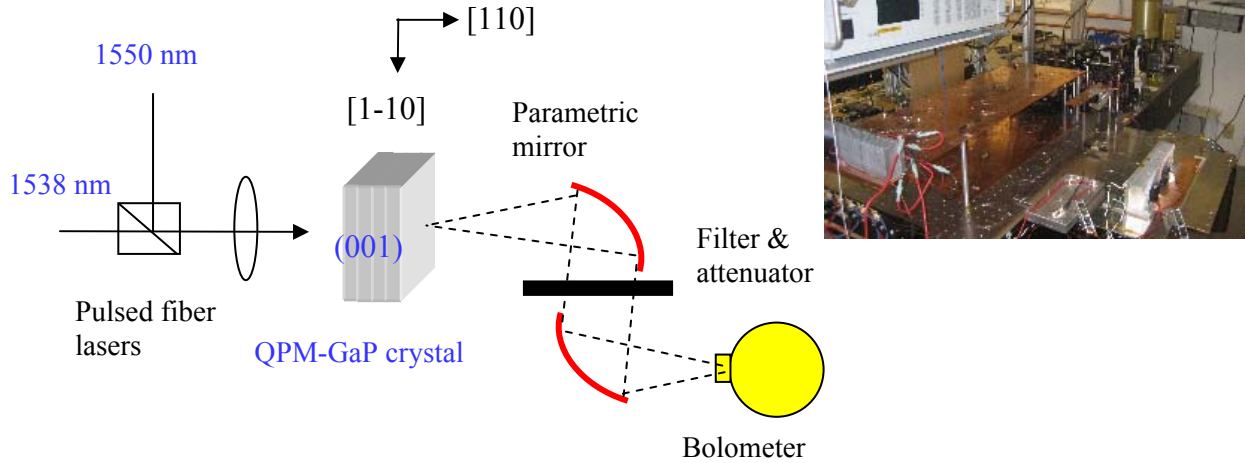 [110]
1550 nm
[1-10]
Parametric
mirror
1538 nm
(001)
Filter &
attenuator
Pulsed fiber
lasers
QPM-GaP crystal
Bolometer